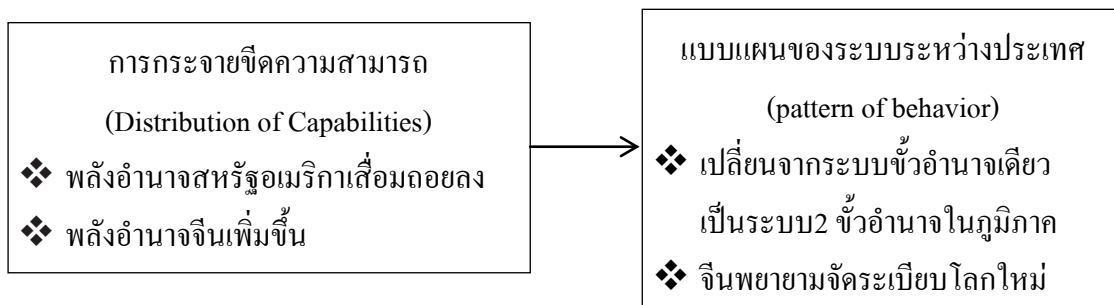 การกระจายขีดความสามารถ
(Distribution of Capabilities)
❖ พลังอำนาจสหรัฐอเมริกาเสื่อมถอยลง
❖ พลังอำนาจจีนเพิ่มขึ้น
แบบแผนของระบบระหว่างประเทศ
(pattern of behavior)
❖ เปลี่ยนจากระบบขั้วอำนาจเดียว
เป็นระบบ2 ขั้วอำนาจในภูมิภาค
❖ จีนพยายามจัดระเบียบโลกใหม่